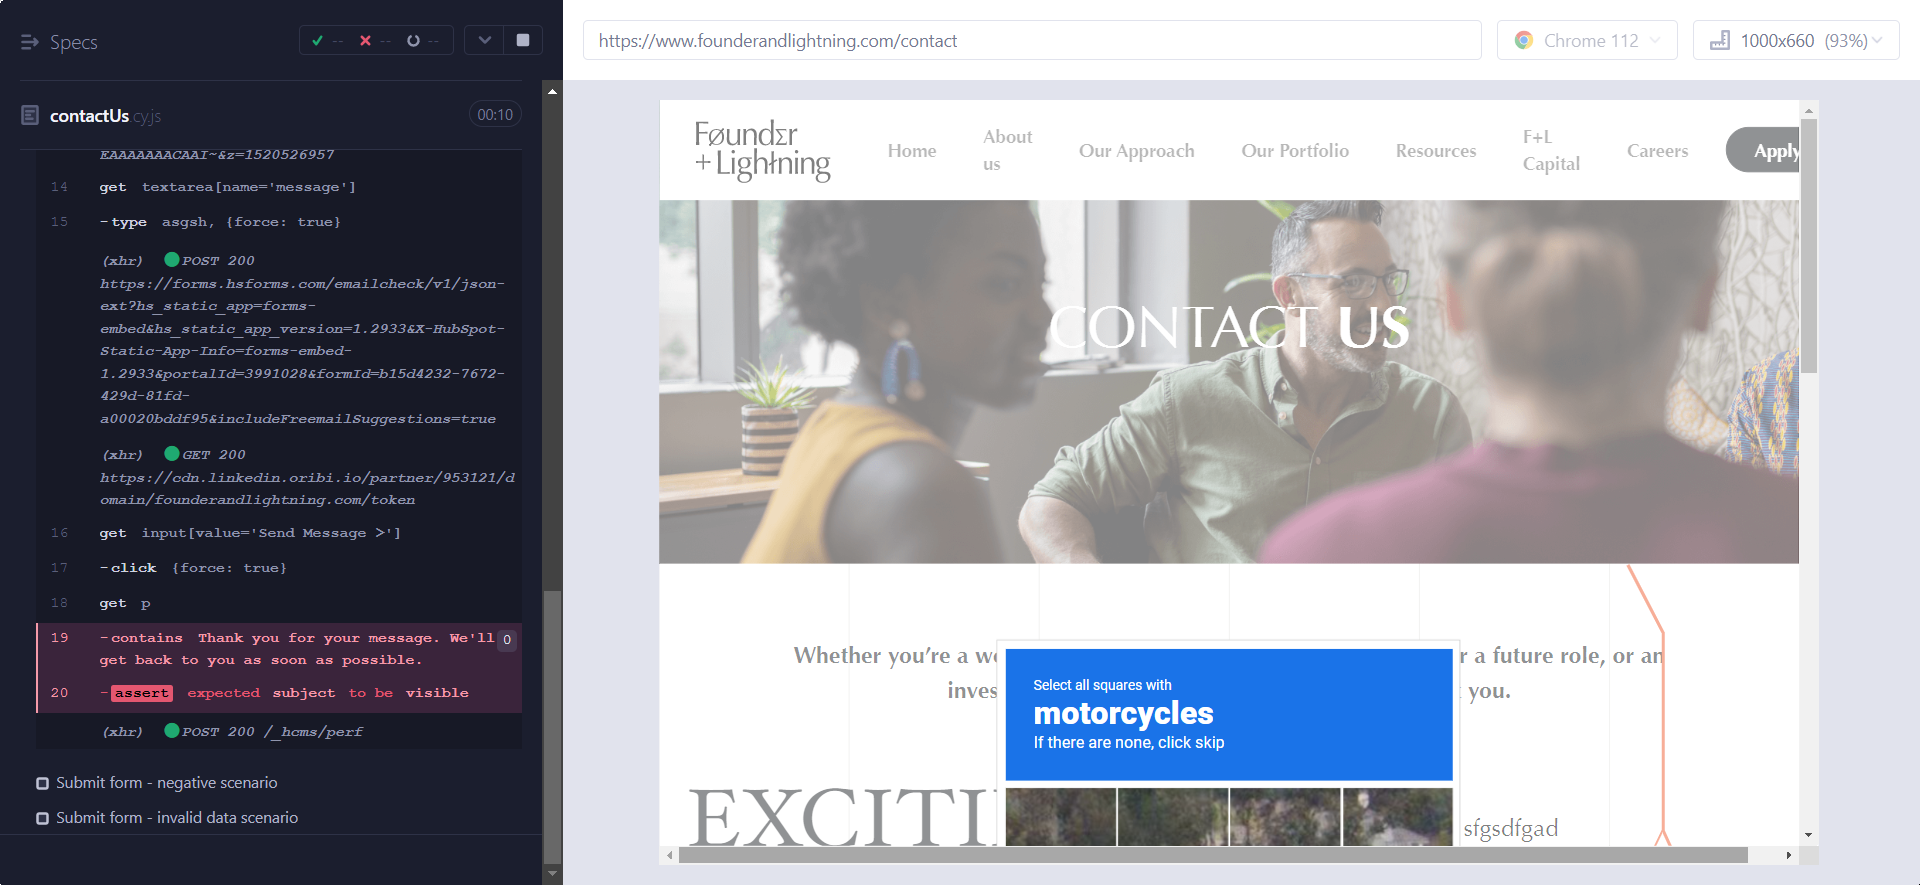 Specs
-- -- --
contactUs.cy.js
00:10
EAAAAAAACAAI~&z=1520526957
14 get textarea[name='message']
15 -type asgsh, {force: true}
(xhr) POST 200
https://forms.hsforms.com/emailcheck/v1/json-
ext?hs_static_app=forms-
embed&hs_static_app_version=1.2933&X-HubSpot-
Static-App-Info=forms-embed-
1.2933&portalId=3991028&formId=b15d4232-7672-
429d-81fd-
a00020bddf95&includeFreemailSuggestions=true
(xhr) GET 200
https://cdn.linkedin.oribi.io/partner/953121/d
omain/founderandlightning.com/token
16 get input[value='Send Message >']
17 -click {force: true}
18 get p
19 -contains Thank you for your message. We'll 0
get back to you as soon as possible.
20 -assert expected subject to be visible
(xhr) POST 200 /_hcms/perf
Submit form - negative scenario
Submit form - invalid data scenario
https://www.founderandlightning.com/contact
Chrome 112
1000x660 (93%)
Føundεr
+Lighłning
Home
About
us
Our Approach
Our Portfolio
Resources
F+L
Capital
Careers
Apply
CONTACT US
Whether you're a w
r a future role, or an
inves
you.
Select all squares with
motorcycles
If there are none, click skip
EXCITI
sfgsdfgad